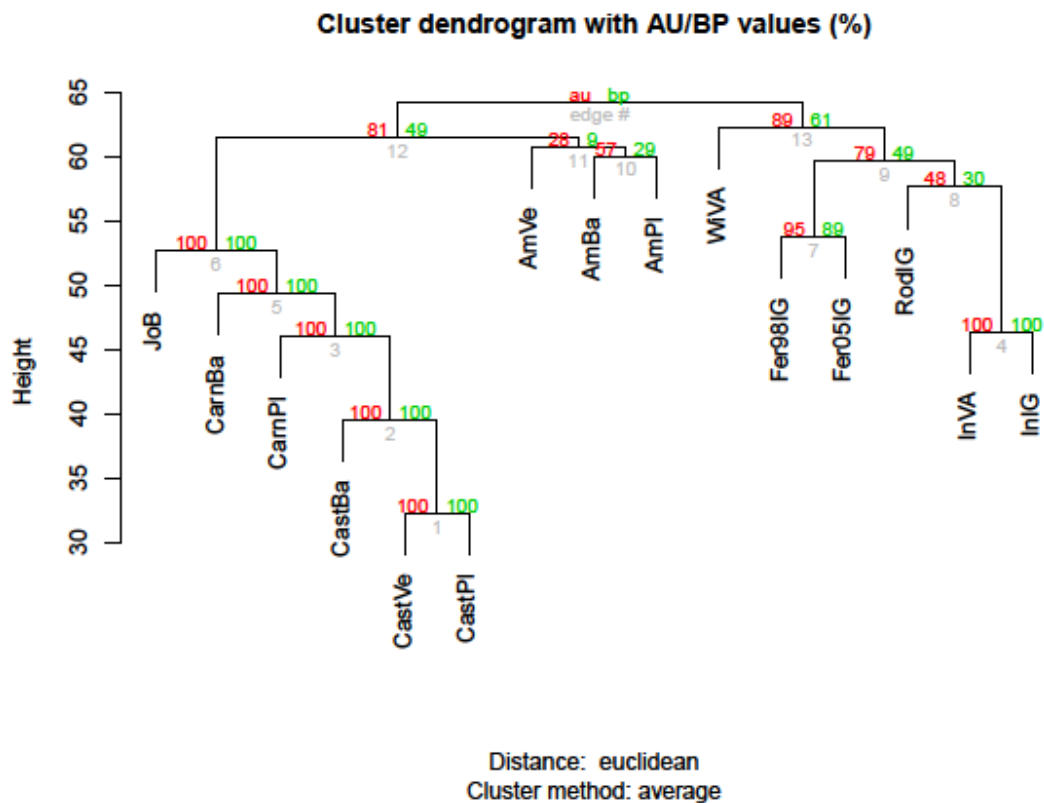 Cluster dendrogram with AU/BP values (%)
Height
65
60
55
50
45
40
35
30
au bp
edge #
81 49
12
89 61
13
28 9
11
57 29
10
79 49
9
48 30
8
100 100
6
95 89
7
100 100
5
100 100
3
100 100
4
100 100
2
100 100
1
JoB
CarnBa
CarnPl
CastBa
CastVe
CastPl
AmVe
AmBa
AmPl
WiVA
Fer98IG
Fer05IG
RodIG
InVA
InIG
Distance: euclidean
Cluster method: average